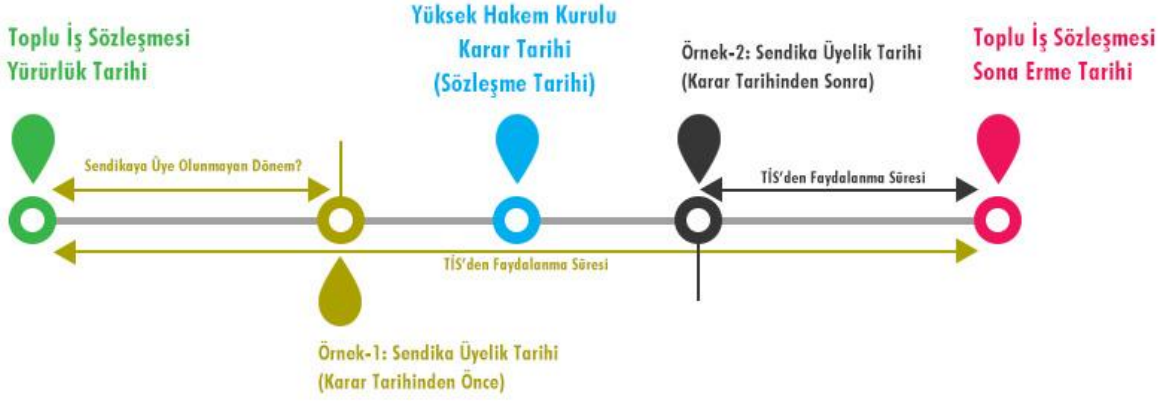 Toplu İş Sözleşmesi
Yürürlük Tarihi
Yüksek Hakem Kurulu
Karar Tarihi
(Sözleşme Tarihi)
Örnek-2: Sendika Üyelik Tarihi
(Karar Tarihinden Sonra)
Toplu İş Sözleşmesi
Sona Erme Tarihi
Sendikaya Üye Olunmayan Dönem?
TİS'den Faydalanma Süresi
TİS'den Faydalanma Süresi
Örnek-1: Sendika Üyelik Tarihi
(Karar Tarihinden Önce)